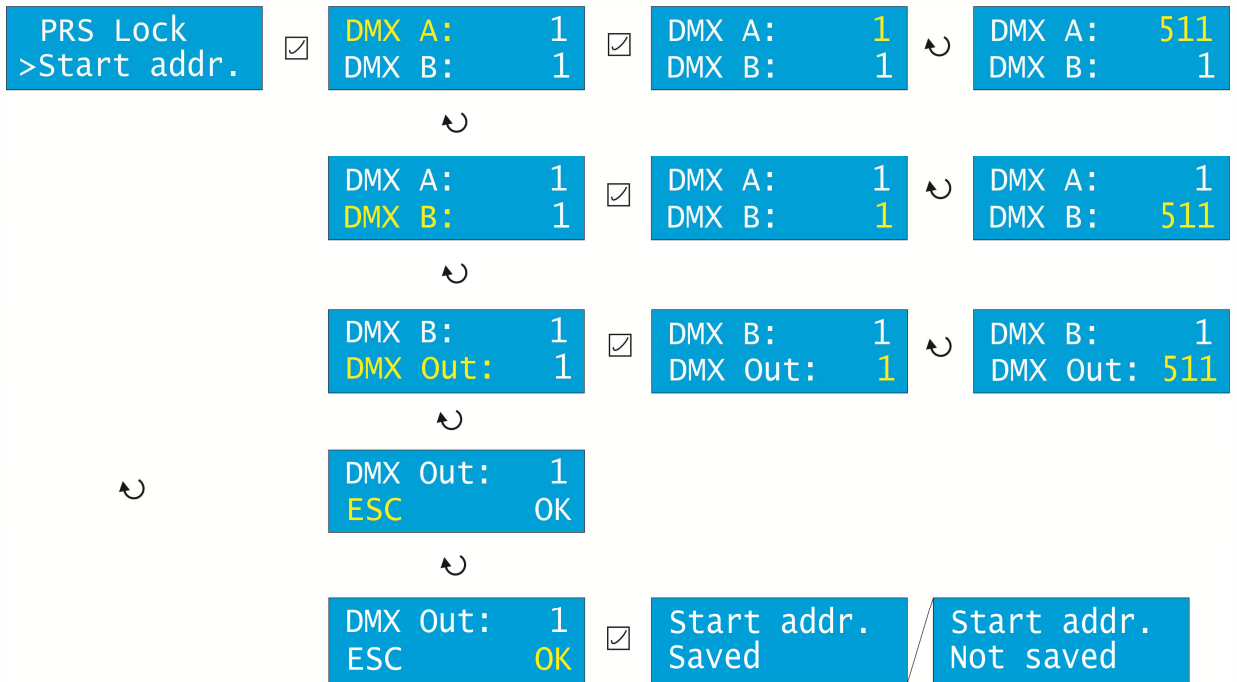 PRS Lock
>Start addr.
DMX A: 1
DMX B: 1
DMX A: 1
DMX B: 1
DMX A: 511
DMX B: 1
DMX A: 1
DMX B: 1
DMX A: 1
DMX B: 1
DMX A: 1
DMX B: 511
DMX B: 1
DMX Out: 1
DMX B: 1
DMX Out: 1
DMX B: 1
DMX Out: 511
DMX Out: 1
ESC OK
DMX Out: 1
ESC OK
Start addr.
Saved
Start addr.
Not saved